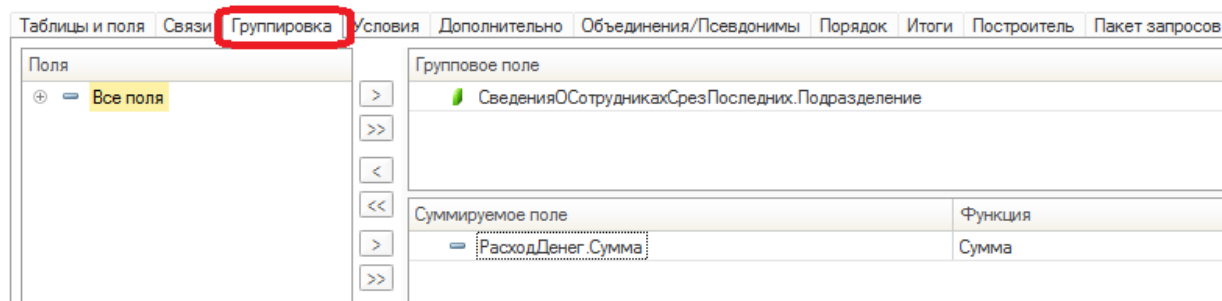 Таблицы и поля Связи Группировка Условия Дополнительно Объединения/Псевдонимы Порядок Итоги Построитель Пакет запросов
Поля
Все поля
>
>>
<
<<
>
>>
Групповое поле
СведенияОСотрудникахСрезПоследних.Подразделение
Суммируемое поле Функция
РасходДенег.Сумма Сумма